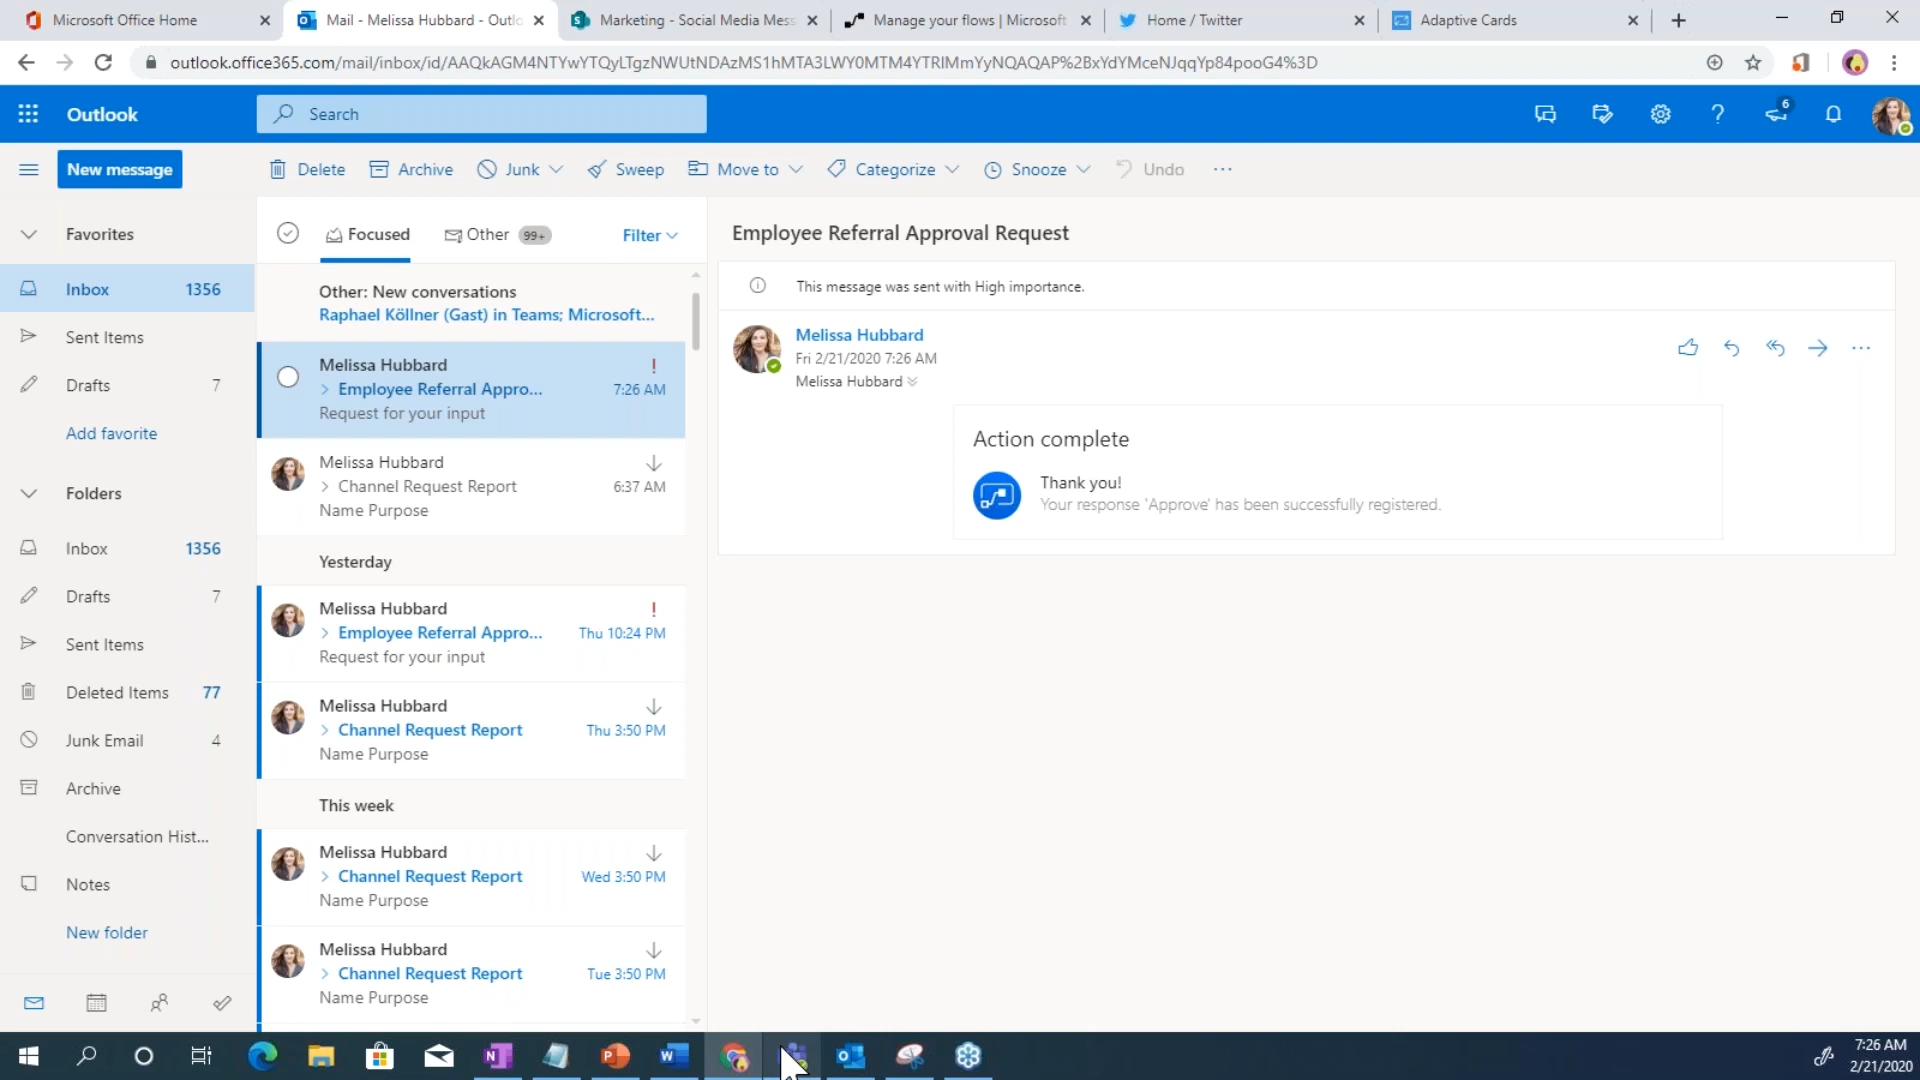 Microsoft Office Home
Mail - Melissa Hubbard - Outlo
Marketing - Social Media Mess
Manage your flows | Microsoft
Home / Twitter
Adaptive Cards
outlook.office365.com/mail/inbox/id/AAQkAGM4NTYwYTQyLTgzNWUtNDAzMS1hMTA3LWY0MTM4YTRlMmYyNQAQAP%2BxYdYMceNJqqYp84pooG4%3D
Outlook
Search
6
New message
Delete
Archive
Junk
Sweep
Move to
Categorize
Snooze
Undo
Favorites
Inbox 1356
Sent Items
Drafts 7
Add favorite
Folders
Inbox 1356
Drafts 7
Sent Items
Deleted Items 77
Junk Email 4
Archive
Conversation Hist...
Notes
New folder
Focused
Other 99+
Filter
Other: New conversations
Raphael Köllner (Gast) in Teams; Microsoft...
Melissa Hubbard !
> Employee Referral Appro... 7:26 AM
Request for your input
Melissa Hubbard
> Channel Request Report 6:37 AM
Name Purpose
Yesterday
Melissa Hubbard !
> Employee Referral Appro... Thu 10:24 PM
Request for your input
Melissa Hubbard
> Channel Request Report Thu 3:50 PM
Name Purpose
This week
Melissa Hubbard
> Channel Request Report Wed 3:50 PM
Name Purpose
Melissa Hubbard
> Channel Request Report Tue 3:50 PM
Name Purpose
Employee Referral Approval Request
This message was sent with High importance.
Melissa Hubbard
Fri 2/21/2020 7:26 AM
Melissa Hubbard
Action complete
Thank you!
Your response 'Approve' has been successfully registered.
7:26 AM
2/21/2020